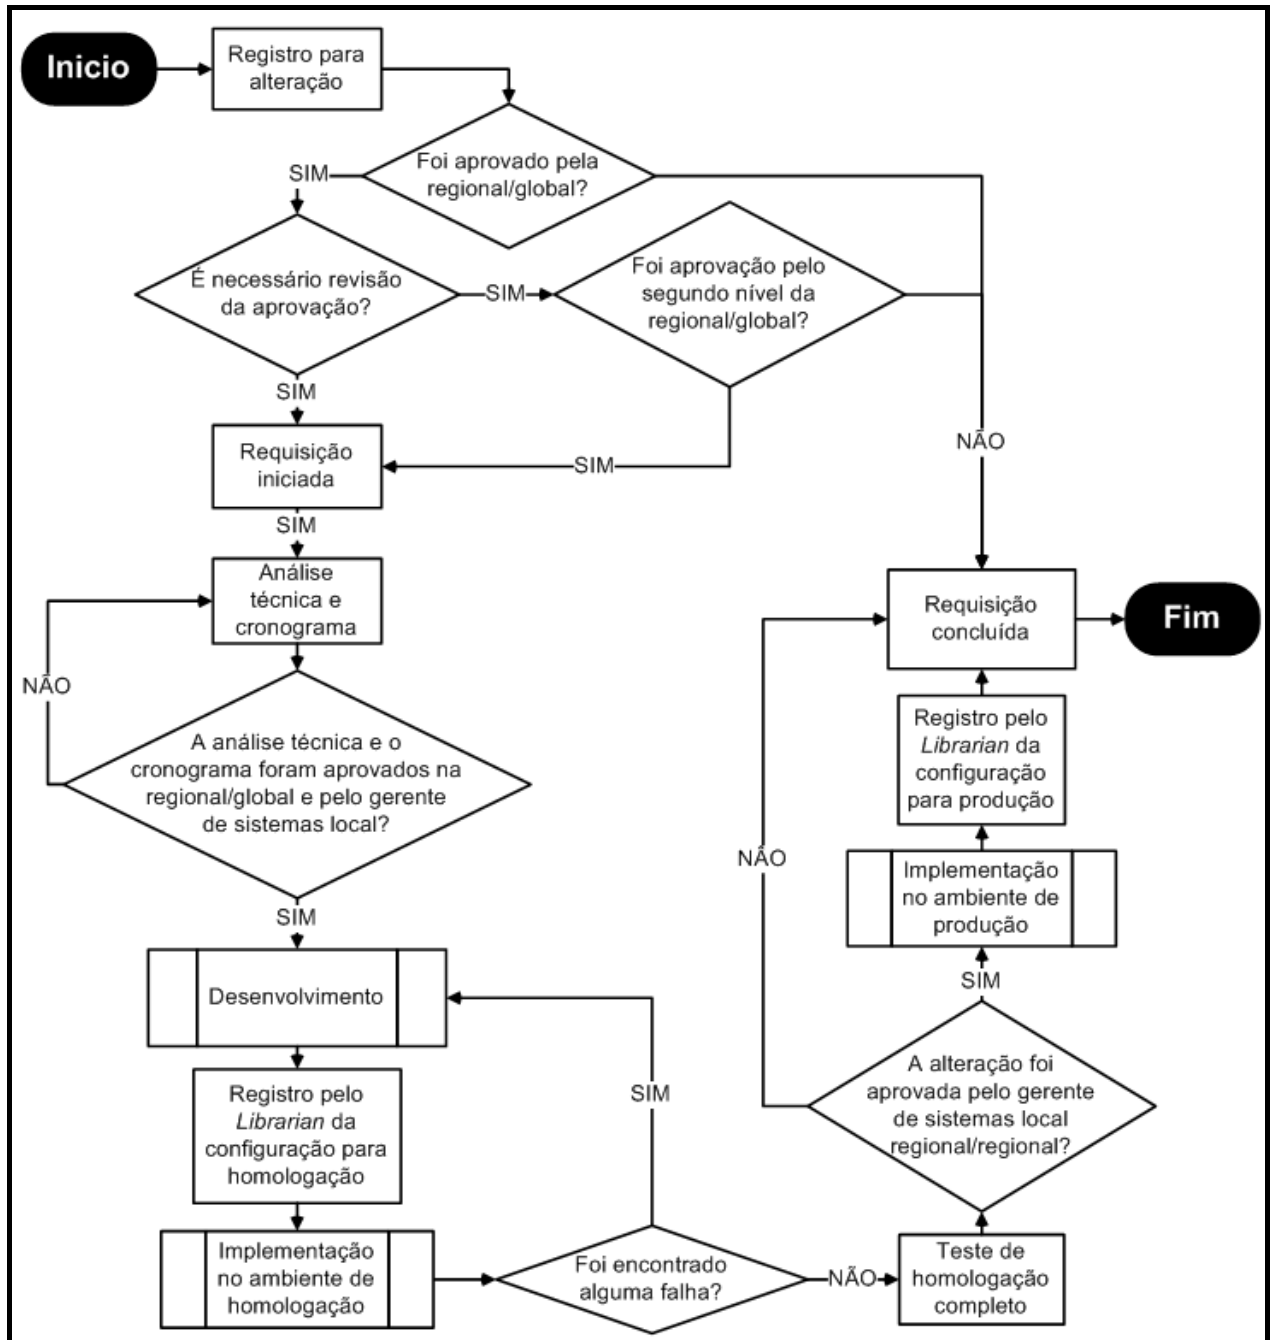 Inicio
Registro para
alteração
Foi aprovado pela
regional/global?
SIM
É necessário revisão
da aprovação?
SIM
Foi aprovação pelo
segundo nível da
regional/global?
SIM
NÃO
Requisição
iniciada
SIM
SIM
Análise
técnica e
cronograma
Requisição
concluída
Fim
NÃO
A análise técnica e o
cronograma foram aprovados na
regional/global e pelo gerente
de sistemas local?
Registro pelo
Librarian da
configuração
para produção
NÃO
Implementação
no ambiente de
produção
SIM
SIM
Desenvolvimento
A alteração foi
aprovada pelo gerente
de sistemas local
regional/regional?
Registro pelo
Librarian da
configuração para
homologação
SIM
Implementação
no ambiente de
homologação
Foi encontrado
alguma falha?
NÃO
Teste de
homologação
completo